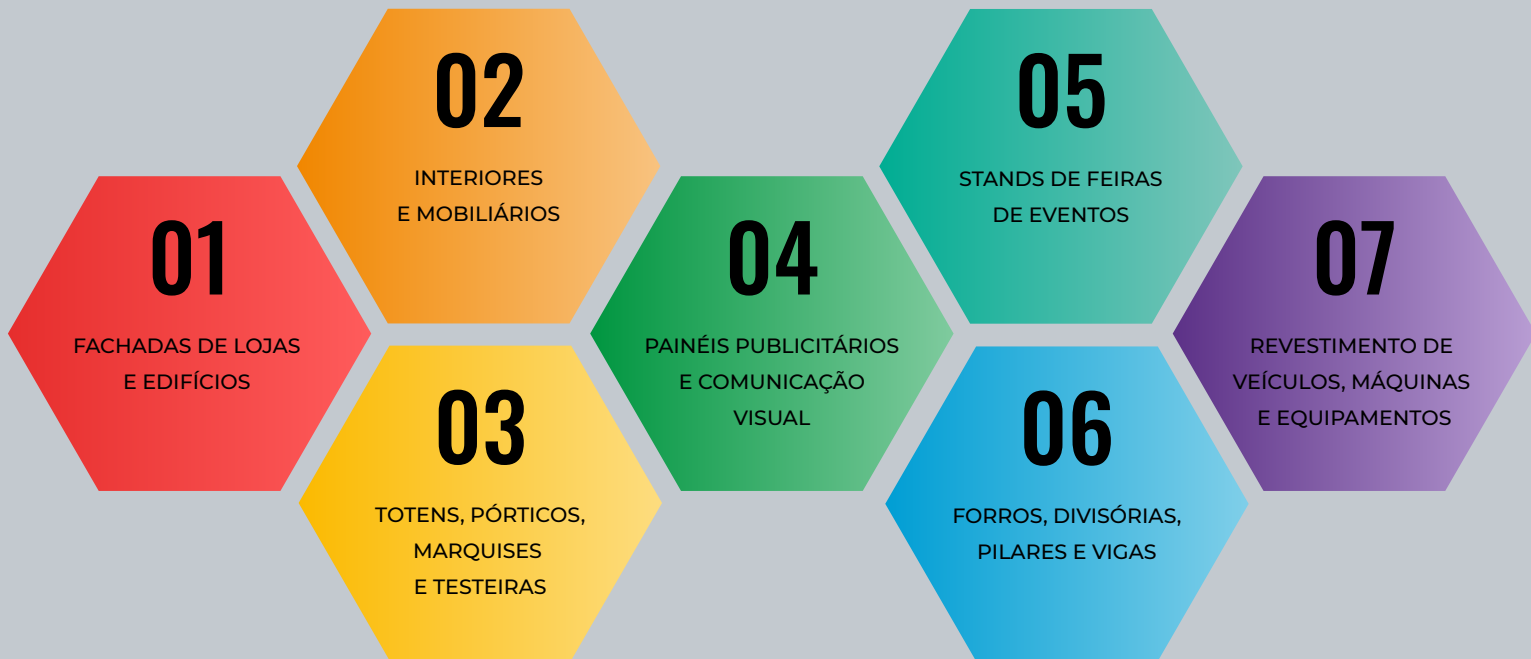 01
FACHADAS DE LOJAS
E EDIFÍCIOS
02
INTERIORES
E MOBILIÁRIOS
03
TOTENS, PÓRTICOS,
MARQUISES
E TESTEIRAS
04
PAINÉIS PUBLICITÁRIOS
E COMUNICAÇÃO
VISUAL
05
STANDS DE FEIRAS
DE EVENTOS
06
FORROS, DIVISÓRIAS,
PILARES E VIGAS
07
REVESTIMENTO DE
VEÍCULOS, MÁQUINAS
E EQUIPAMENTOS